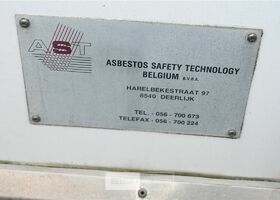 AST
ASBESTOS SAFETY TECHNOLOGY
BELGIUM b.v.b.a.
HARELBEKESTRAAT 97
8540 DEERLIJK
TEL. - 056 - 700 673
TELEFAX - 056 - 700 224